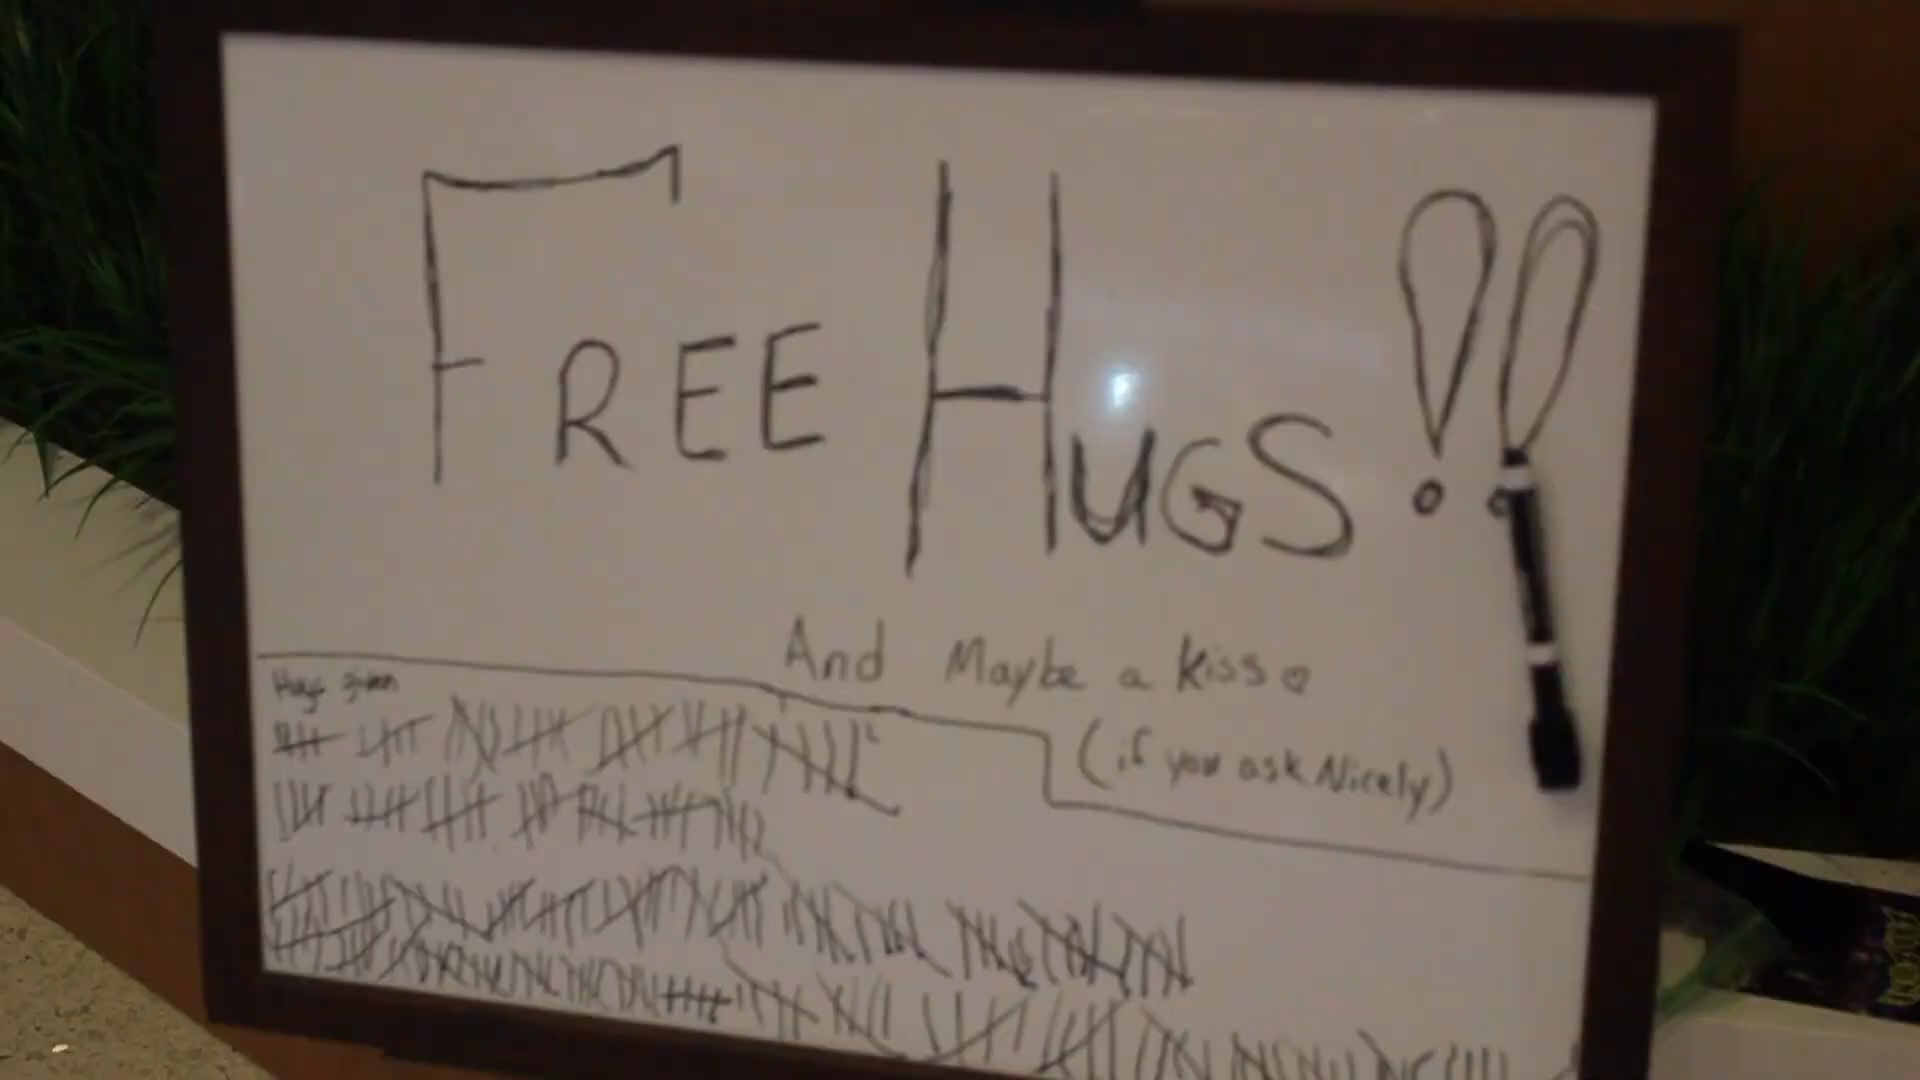 FREE HUGS!!
And Maybe a kiss
(if you ask Nicely)
Hugs given